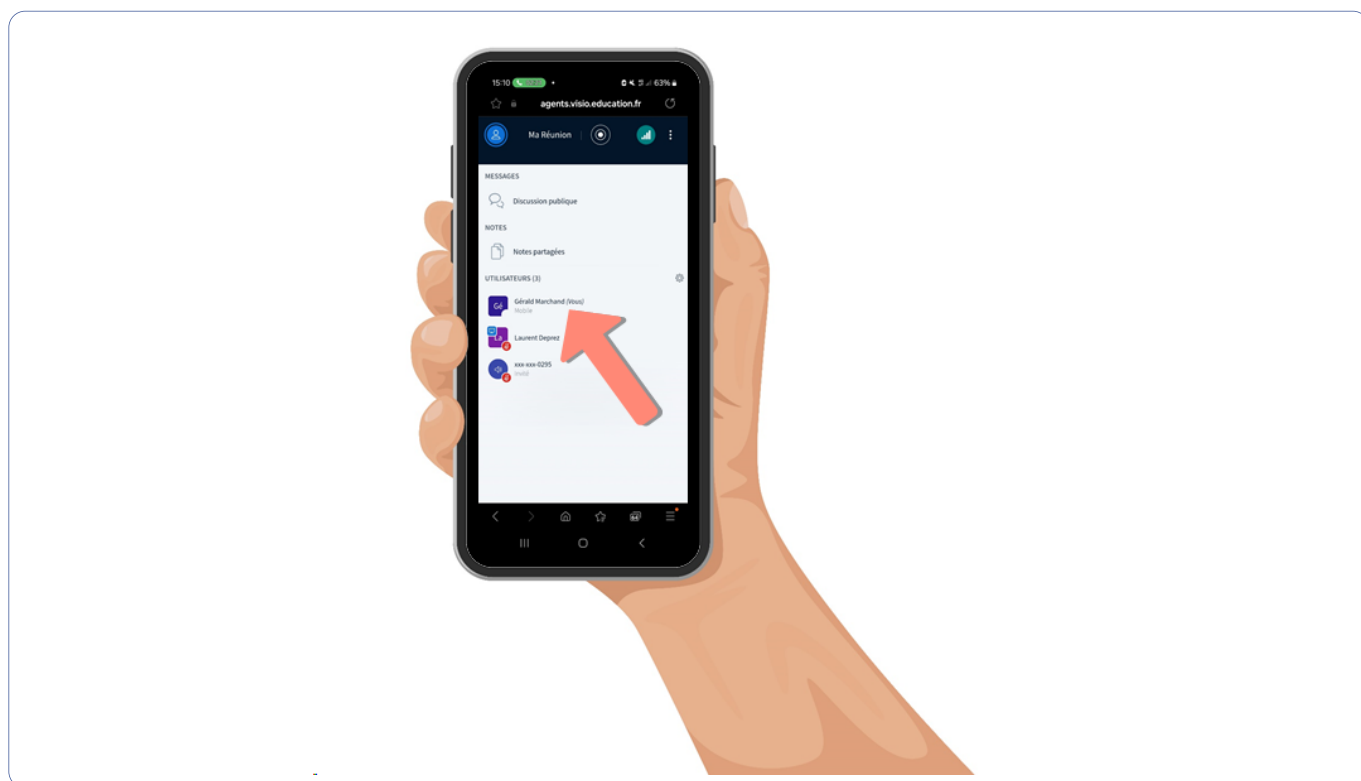 15:10
63%
agents.visio.education.fr
Ma Réunion
MESSAGES
Discussion publique
NOTES
Notes partagées
UTILISATEURS (3)
Gé Gérald Marchand (Vous)
Mobile
La Laurent Deprez
xxx-xxx-0295
Invité